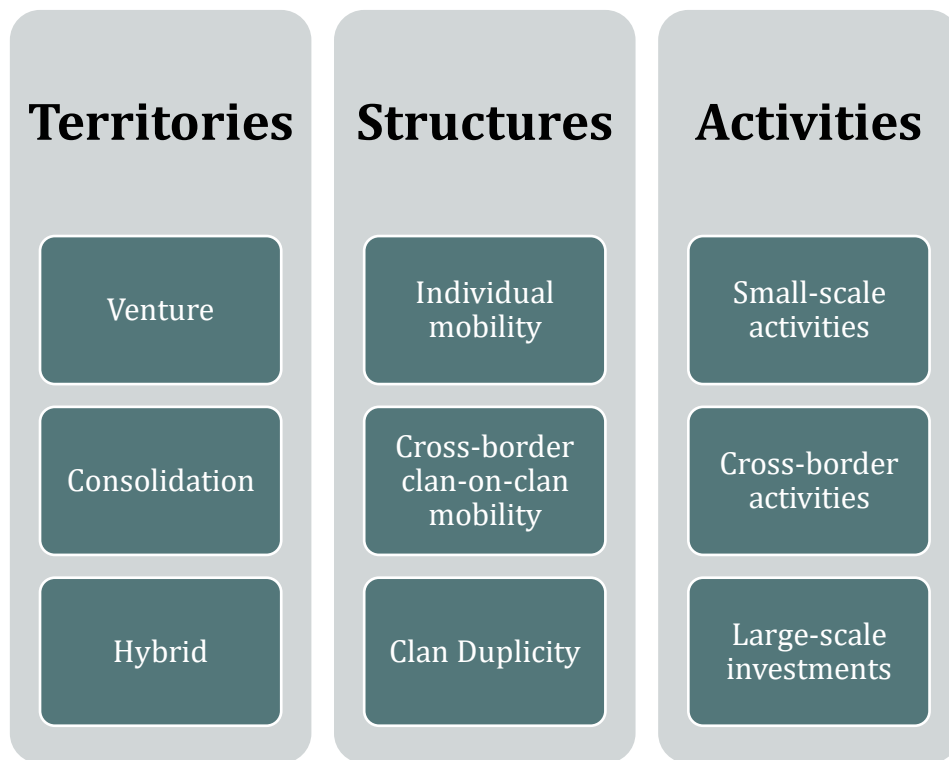 Territories
Venture
Consolidation
Hybrid
Structures
Individual
mobility
Cross-border
clan-on-clan
mobility
Clan Duplicity
Activities
Small-scale
activities
Cross-border
activities
Large-scale
investments